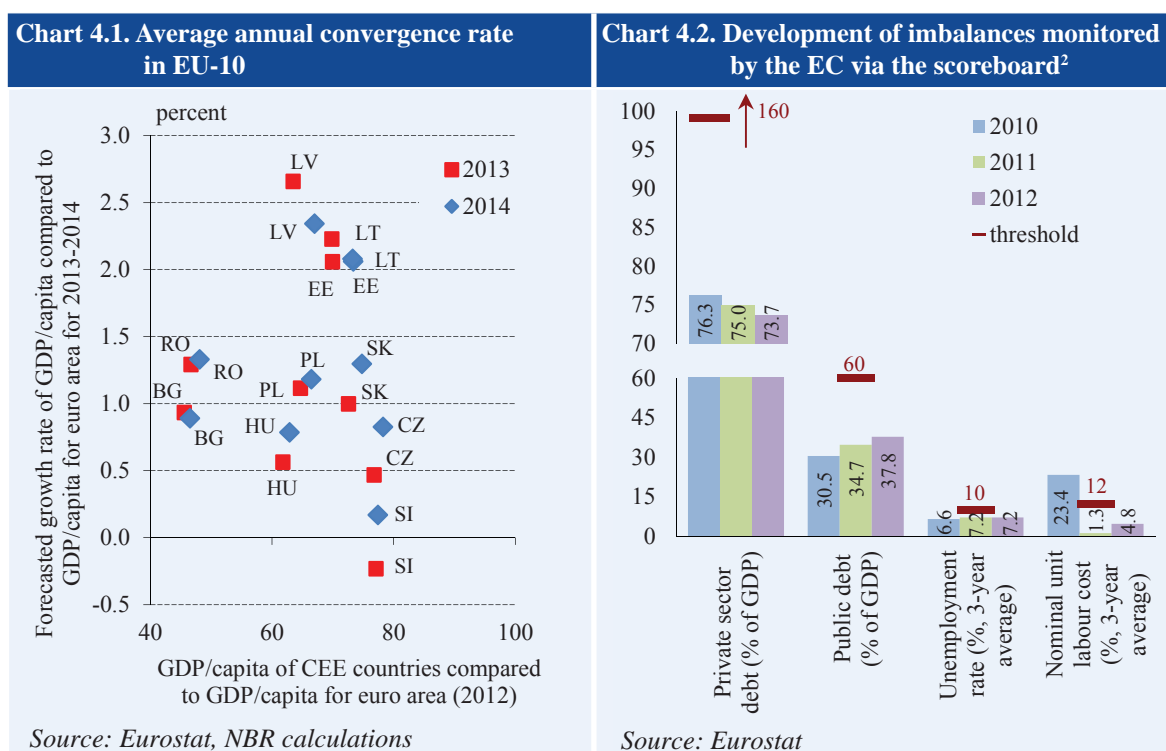 Chart 4.1. Average annual convergence rate
in EU-10
percent
Forecasted growth rate of GDP/capita compared to
GDP/capita for euro area for 2013-2014
3.0
2.5
2.0
1.5
1.0
0.5
0.0
-0.5
2013
2014
LV
LV
LT
LT
EE
EE
RO
RO
PL
SK
BG
PL
SK
BG
HU
CZ
HU
CZ
SI
SI
40
60
80
100
GDP/capita of CEE countries compared
to GDP/capita for euro area (2012)
Source: Eurostat, NBR calculations
Chart 4.2. Development of imbalances monitored
by the EC via the scoreboard²
100
95
90
85
80
75
70
60
45
30
15
0
160
2010
2011
2012
threshold
76.3
75.0
73.7
60
30.5
34.7
37.8
10
6.6
7.2
7.2
12
23.4
1.3
4.8
Private sector
debt (% of GDP)
Public debt
(% of GDP)
Unemployment
rate (%, 3-year
average)
Nominal unit
labour cost
(%, 3-year
average)
Source: Eurostat